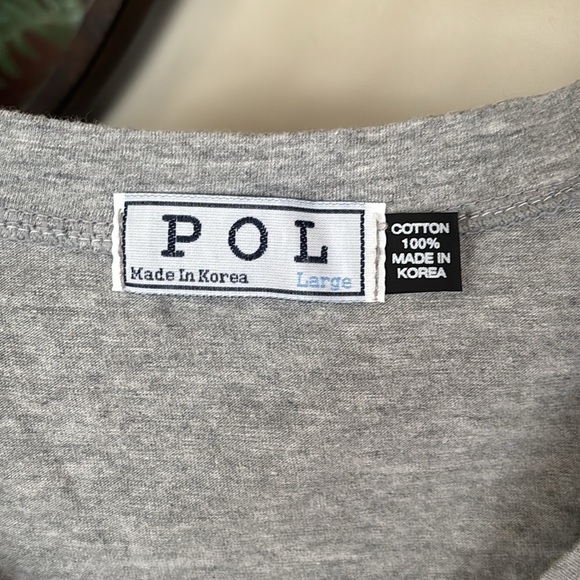 POL
Made In Korea Large
COTTON
100%
MADE IN
KOREA